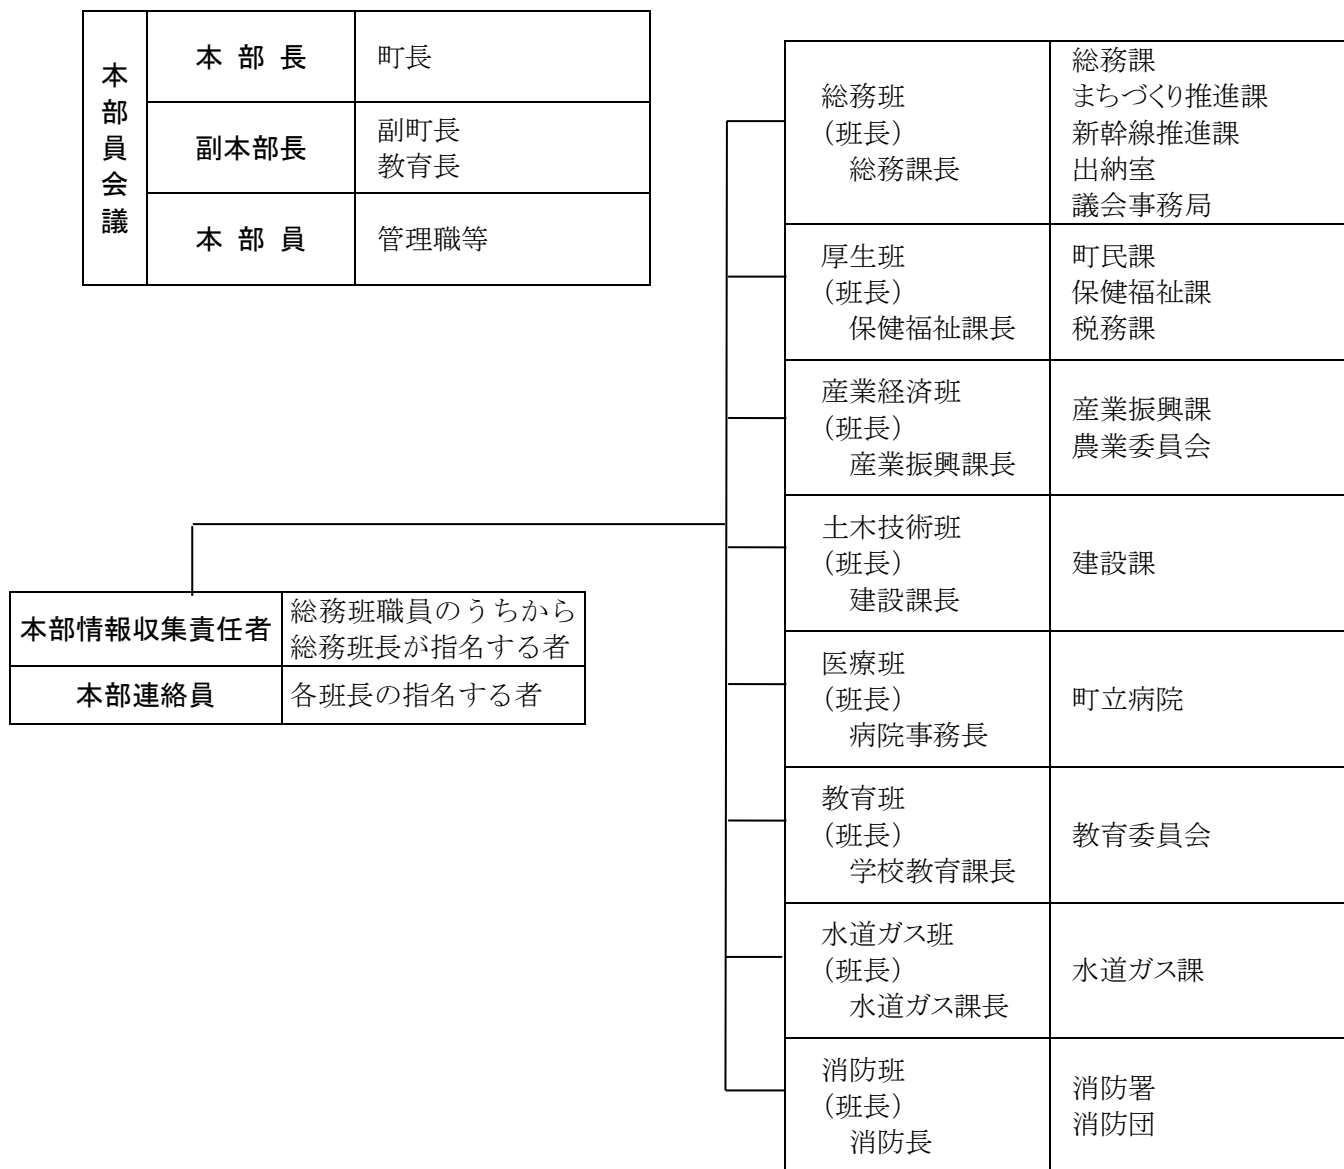 本部員会議
本部長
町長
副本部長
副町長
教育長
本部員
管理職等
本部情報収集責任者
総務班職員のうちから
総務班長が指名する者
本部連絡員
各班長の指名する者
総務班
（班長）
総務課長
総務課
まちづくり推進課
新幹線推進課
出納室
議会事務局
厚生班
（班長）
保健福祉課長
町民課
保健福祉課
税務課
産業経済班
（班長）
産業振興課長
産業振興課
農業委員会
土木技術班
（班長）
建設課長
建設課
医療班
（班長）
病院事務長
町立病院
教育班
（班長）
学校教育課長
教育委員会
水道ガス班
（班長）
水道ガス課長
水道ガス課
消防班
（班長）
消防長
消防署
消防団